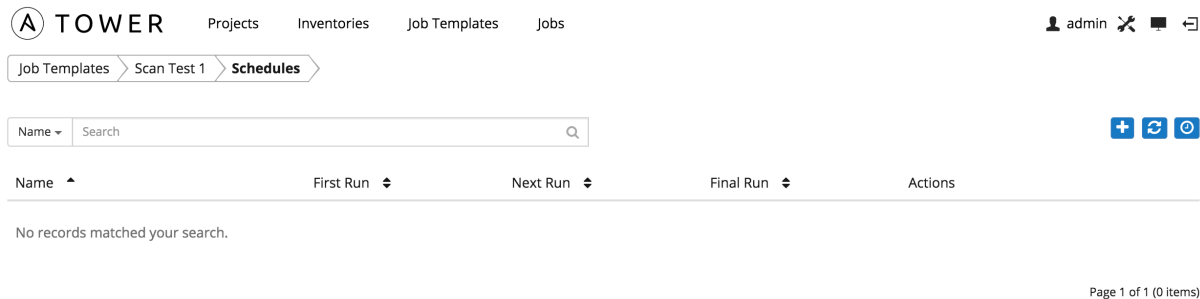 A TOWER Projects Inventories Job Templates Jobs admin
Job Templates Scan Test 1 Schedules
Name Search
Name First Run Next Run Final Run Actions
No records matched your search.
Page 1 of 1 (0 items)